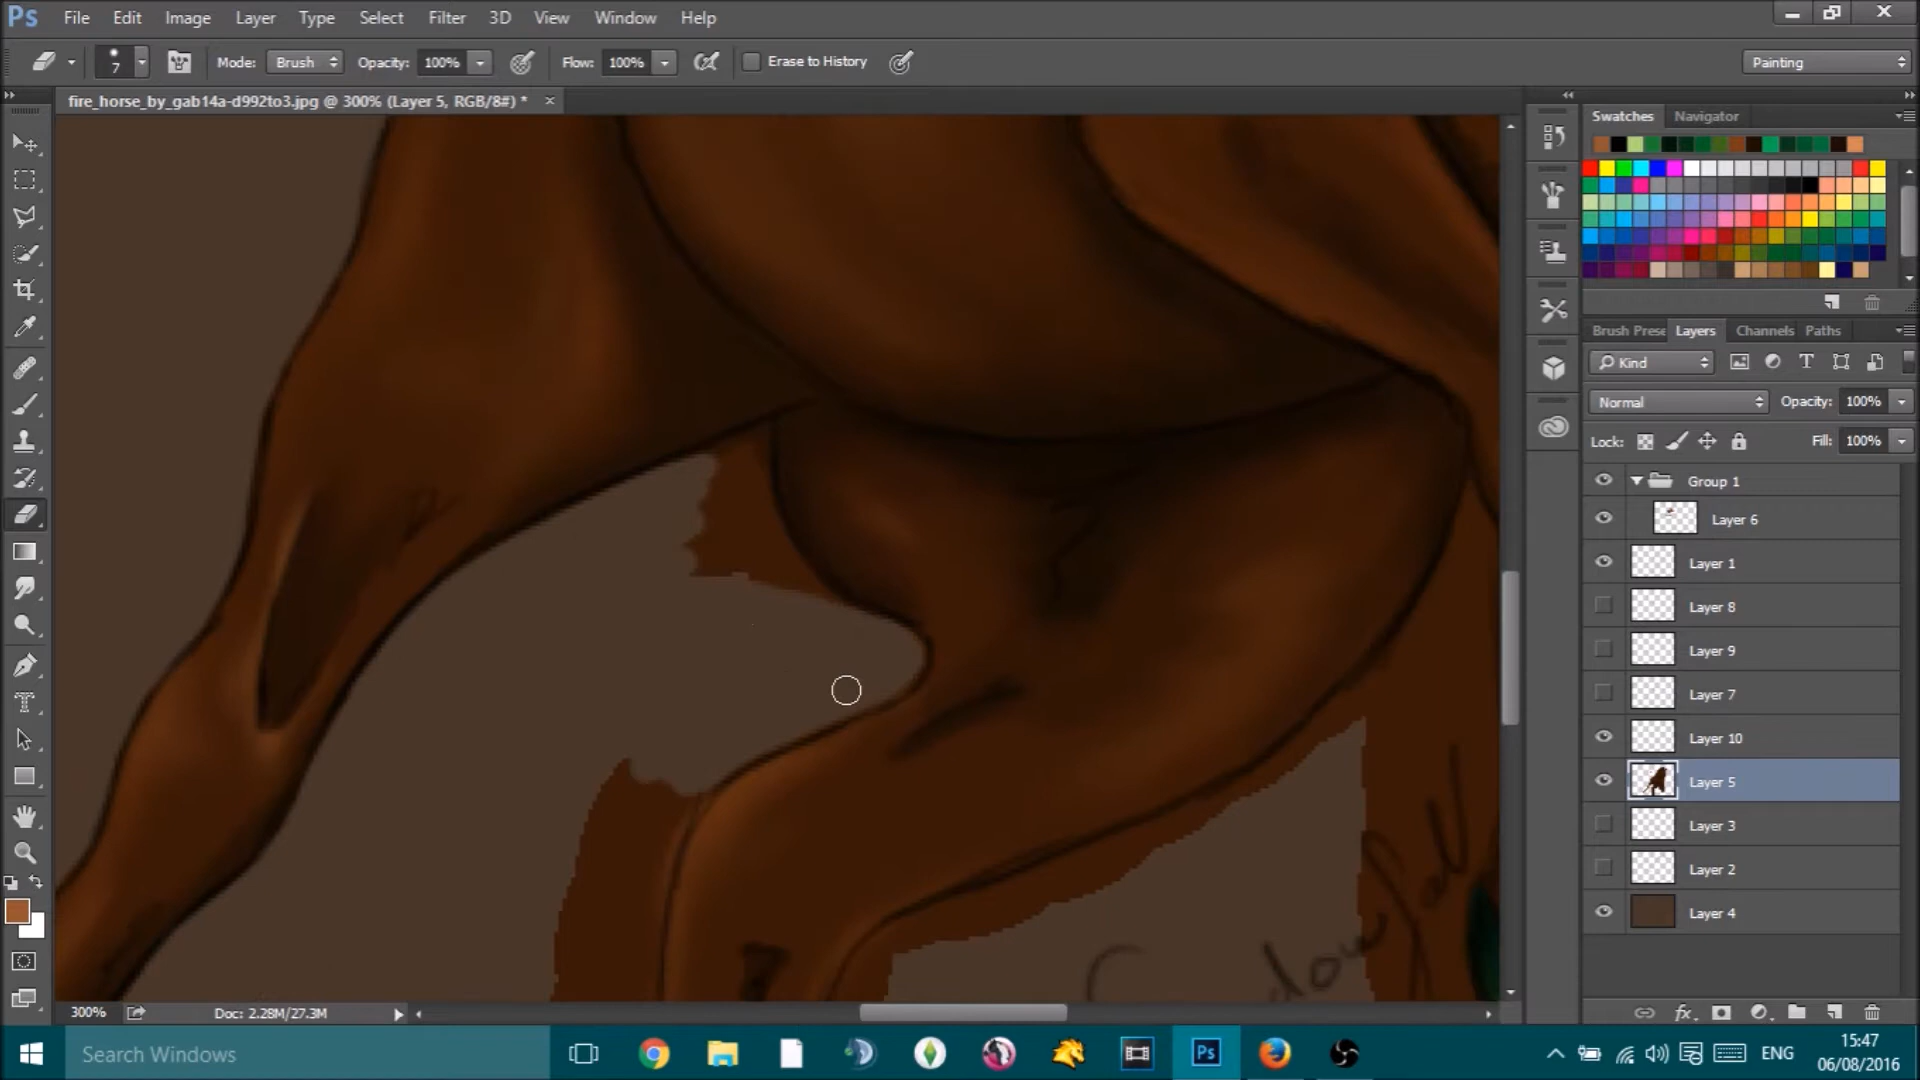 Ps File Edit Image Layer Type Select Filter 3D View Window Help
7 Mode: Brush Opacity: 100% Flow: 100% Erase to History Painting
fire_horse_by_gab14a-d992to3.jpg @ 300% (Layer 5, RGB/8#) *
Swatches Navigator
Brush Prese Layers Channels Paths
Kind
Normal Opacity: 100%
Lock: Fill: 100%
Group 1
Layer 6
Layer 1
Layer 8
Layer 9
Layer 7
Layer 10
Layer 5
Layer 3
Layer 2
Layer 4
300% Doc: 2.28M/27.3M
Search Windows Ps ENG 15:47
06/08/2016